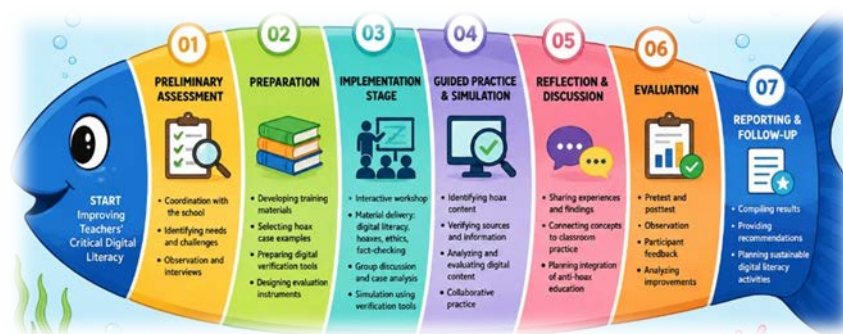 START
Improving
Teachers'
Critical Digital
Literacy
01
PRELIMINARY
ASSESSMENT
• Coordination with
the school
• Identifying needs
and challenges
• Observation and
interviews
02
PREPARATION
• Developing training
materials
• Selecting hoax
case examples
• Preparing digital
verification tools
• Designing evaluation
instruments
03
IMPLEMENTATION
STAGE
• Interactive workshop
• Material delivery:
digital literacy,
hoaxes, ethics,
fact-checking
• Group discussion
and case analysis
• Simulation using
verification tools
04
GUIDED PRACTICE
& SIMULATION
• Identifying hoax
content
• Verifying sources
and information
• Analyzing and
evaluating digital
content
• Collaborative
practice
05
REFLECTION &
DISCUSSION
• Sharing experiences
and findings
• Connecting concepts
to classroom
practice
• Planning integration
of anti-hoax
education
06
EVALUATION
• Pretest and
posttest
• Observation
• Participant
feedback
• Analyzing
improvements
07
REPORTING &
FOLLOW-UP
• Compiling results
• Providing
recommendations
• Planning sustainable
digital literacy
activities